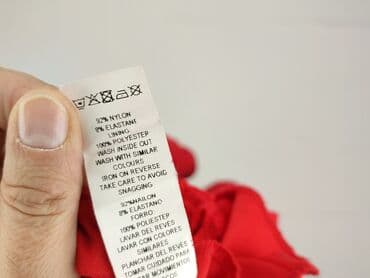 92% NYLON
8% ELASTANE
LINING
100% POLYESTER
WASH INSIDE OUT
WASH WITH SIMILAR
COLOURS
IRON ON REVERSE
TAKE CARE TO AVOID
SNAGGING
92%NAILON
8% ELASTANO
FORRO
100% POLIESTER
LAVAR DEL REVES
LAVAR CON COLORES
SIMILARES
PLANCHAR DEL REVES
TOMAR CUIDADO PARA
MOVIMIENTOS